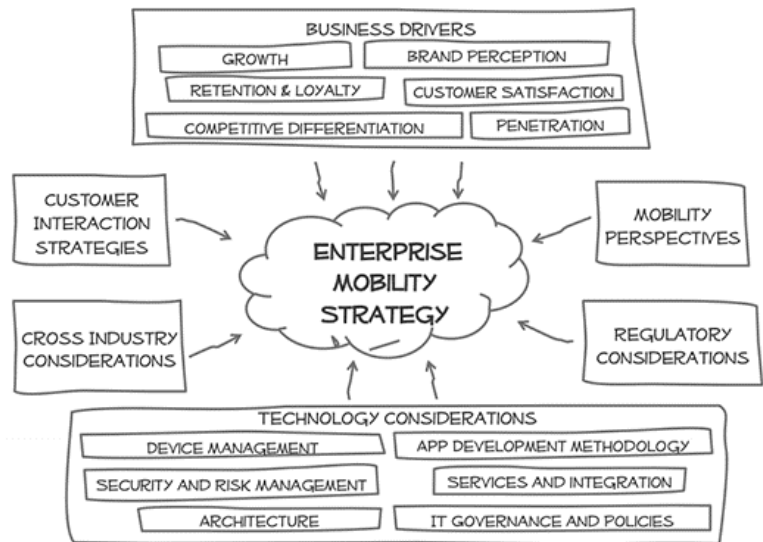 BUSINESS DRIVERS
GROWTH
BRAND PERCEPTION
RETENTION & LOYALTY
CUSTOMER SATISFACTION
COMPETITIVE DIFFERENTIATION
PENETRATION
CUSTOMER
INTERACTION
STRATEGIES
ENTERPRISE
MOBILITY
STRATEGY
MOBILITY
PERSPECTIVES
CROSS INDUSTRY
CONSIDERATIONS
REGULATORY
CONSIDERATIONS
TECHNOLOGY CONSIDERATIONS
DEVICE MANAGEMENT
APP DEVELOPMENT METHODOLOGY
SECURITY AND RISK MANAGEMENT
SERVICES AND INTEGRATION
ARCHITECTURE
IT GOVERNANCE AND POLICIES